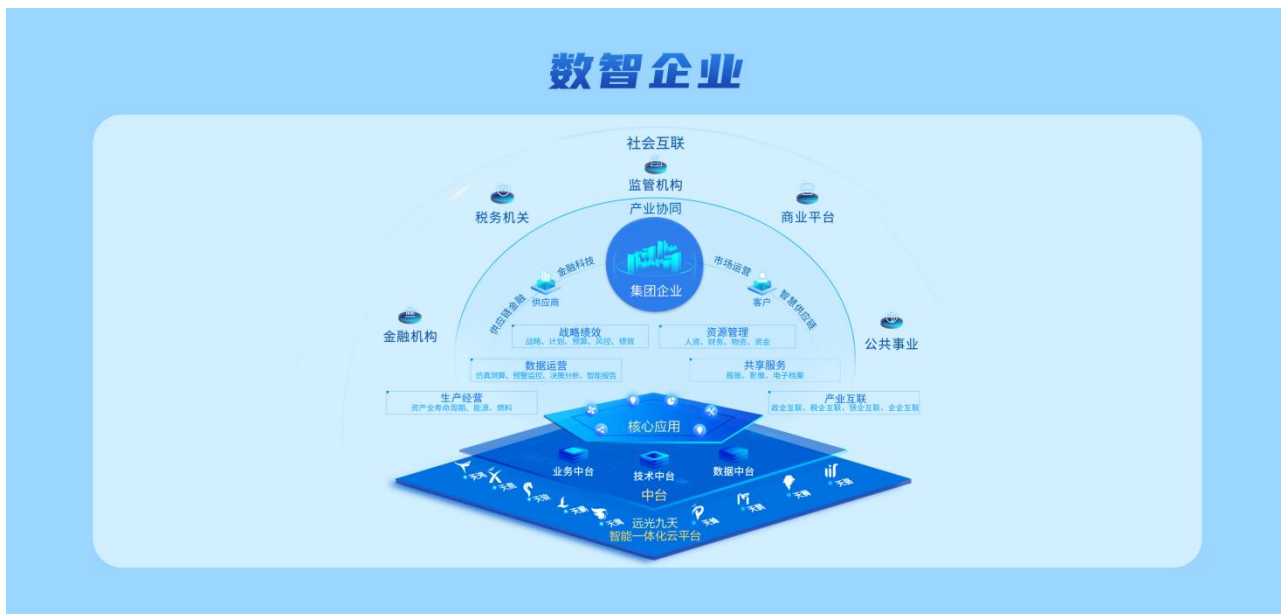 数智企业
社会互联
监管机构
税务机关
商业平台
产业协同
金融科技
市场运营
供应商
集团企业
客户
供应链金融
智慧供应链
金融机构
公共事业
战略绩效
战略、计划、预算、风控、绩效
资源管理
人资、财务、物资、资金
数据运营
仿真测算、预警监控、决策分析、智能报告
共享服务
报账、影像、电子档案
生产经营
资产全寿命周期、能源、燃料
产业互联
政企互联、税企互联、银企互联、企企互联
核心应用
业务中台
技术中台
数据中台
中台
远光九天
智能一体化云平台